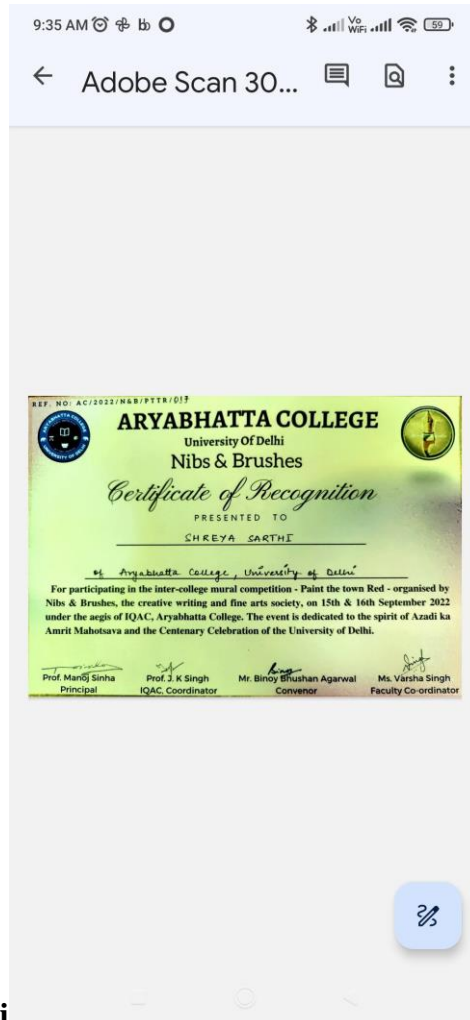 9:35 AM
Vo
WiFi
59
Adobe Scan 30...
REF. NO: AC/2022/N&B/PTTR/017
ARYABHATTA COLLEGE
University Of Delhi
Nibs & Brushes
Certificate of Recognition
PRESENTED TO
SHREYA SARTHI
of Aryabhatta College, University of Delhi
For participating in the inter-college mural competition - Paint the town Red - organised by
Nibs & Brushes, the creative writing and fine arts society, on 15th & 16th September 2022
under the aegis of IQAC, Aryabhatta College. The event is dedicated to the spirit of Azadi ka
Amrit Mahotsava and the Centenary Celebration of the University of Delhi.
Prof. Manoj Sinha Prof. J. K Singh Mr. Binoy Bhushan Agarwal Ms. Varsha Singh
Principal IQAC, Coordinator Convenor Faculty Co-ordinator
i